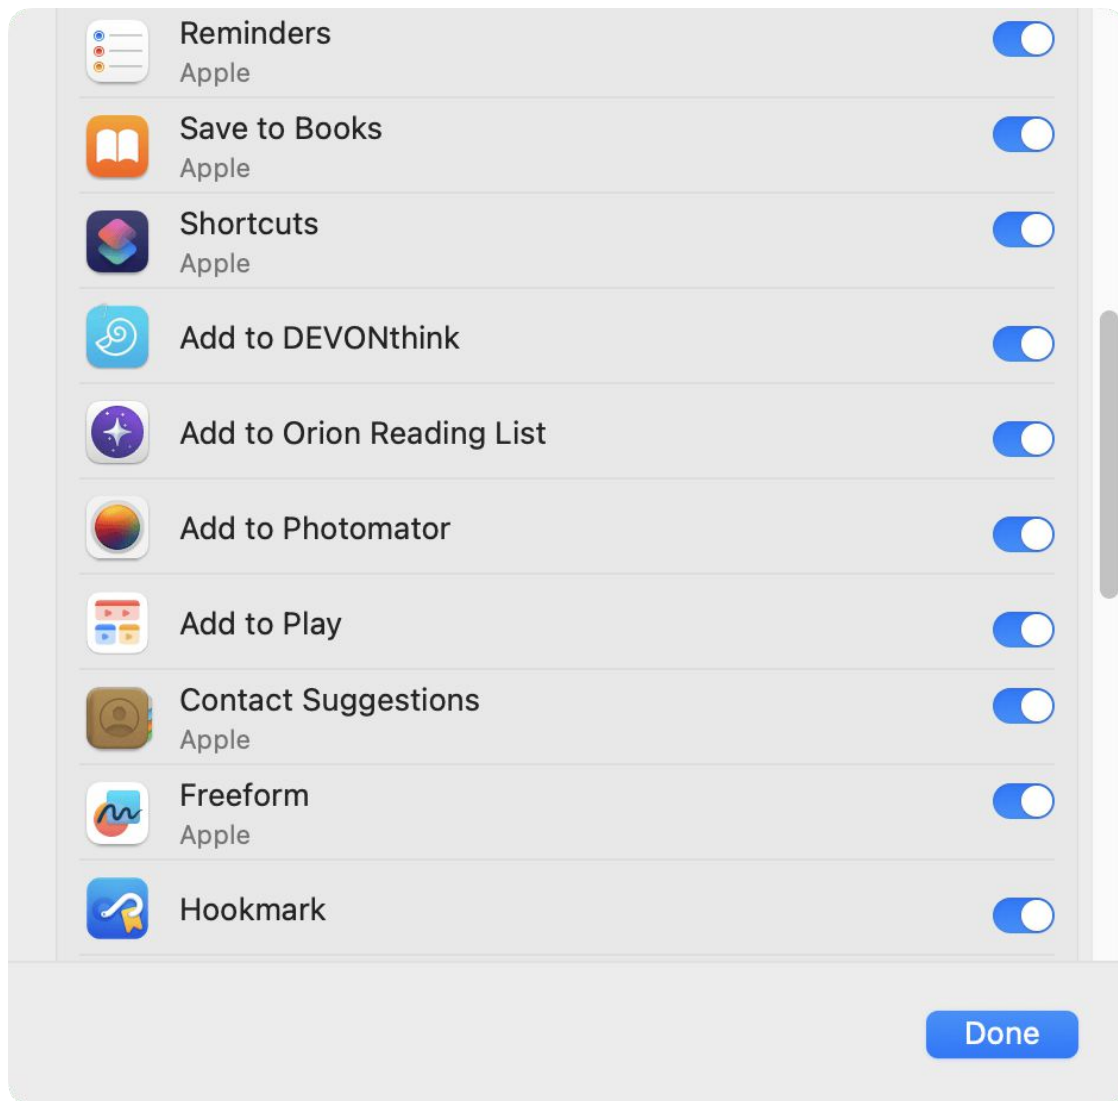 Reminders
Apple
Save to Books
Apple
Shortcuts
Apple
Add to DEVONthink
Add to Orion Reading List
Add to Photomator
Add to Play
Contact Suggestions
Apple
Freeform
Apple
Hookmark
Done